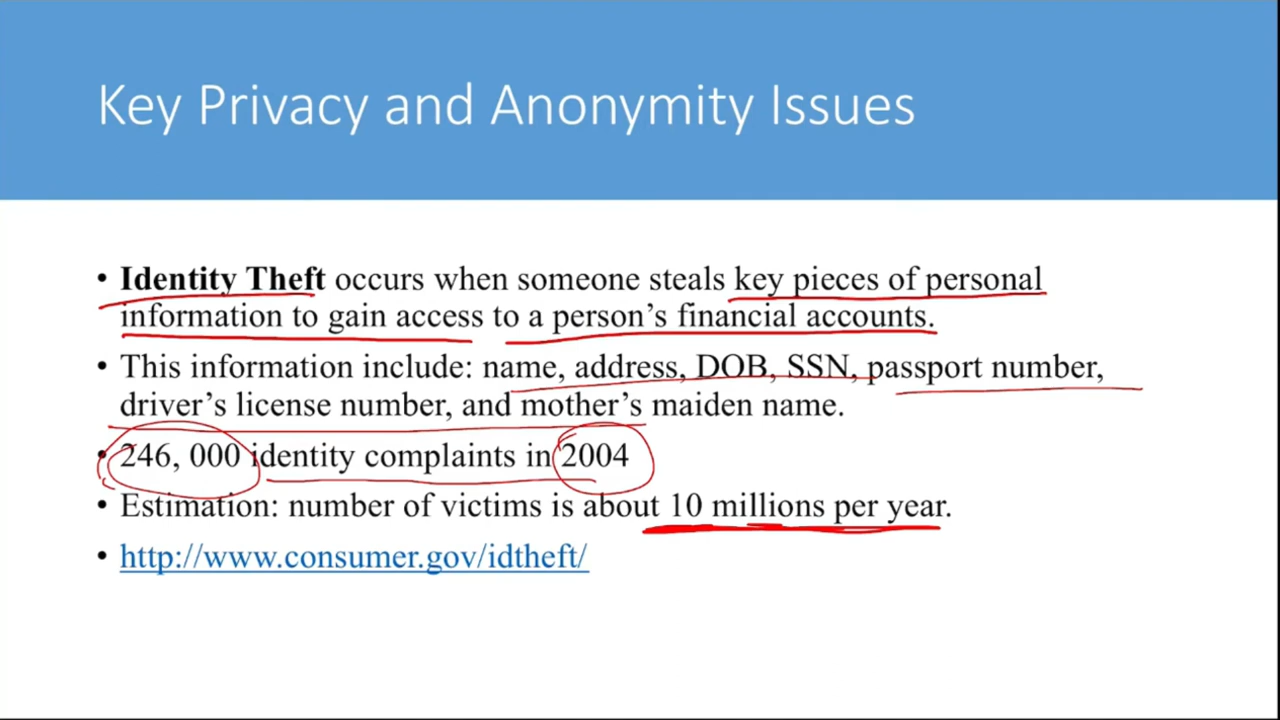 Key Privacy and Anonymity Issues
• Identity Theft occurs when someone steals key pieces of personal
information to gain access to a person's financial accounts.
• This information include: name, address, DOB, SSN, passport number,
driver's license number, and mother's maiden name.
• 246, 000 identity complaints in 2004
• Estimation: number of victims is about 10 millions per year.
• http://www.consumer.gov/idtheft/